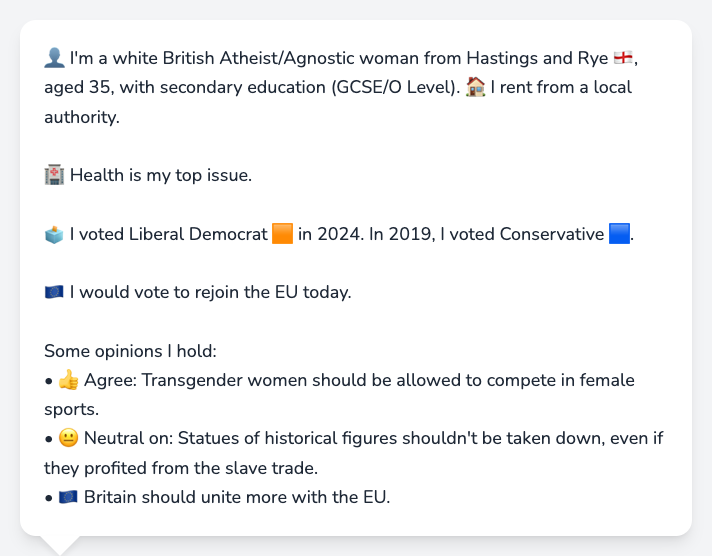 👤 I'm a white British Atheist/Agnostic woman from Hastings and Rye 🏴󠁧󠁢󠁥󠁮󠁧󠁿,
aged 35, with secondary education (GCSE/O Level). 🏠 I rent from a local
authority.
🏥 Health is my top issue.
🗳️ I voted Liberal Democrat 🟧 in 2024. In 2019, I voted Conservative 🟦.
🇪🇺 I would vote to rejoin the EU today.
Some opinions I hold:
• 👍 Agree: Transgender women should be allowed to compete in female
sports.
• 😐 Neutral on: Statues of historical figures shouldn't be taken down, even if
they profited from the slave trade.
• 🇪🇺 Britain should unite more with the EU.